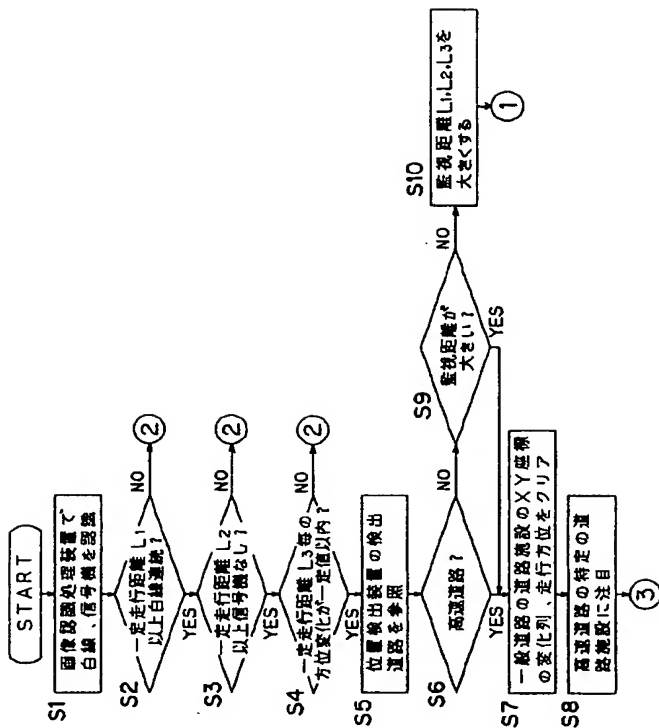 START
S1
画像認識処理装置で
白線、信号機を認識
S2
一定走行距離 L1
以上白線連続？
NO
②
YES
S3
一定走行距離 L2
以上信号機なし？
NO
②
YES
S4
一定走行距離 L3毎の
方位変化が一定値以内？
NO
②
YES
S5
位置検出装置の検出
道路を参照
S6
高速道路？
NO
YES
S9
監視距離が
大きい？
NO
YES
S10
監視距離L1,L2,L3を
大きくする
①
S7
一般道路の道路施設のXY座標
の変化列、走行方位をクリア
S8
高速道路の特定の道
路施設に注目
③